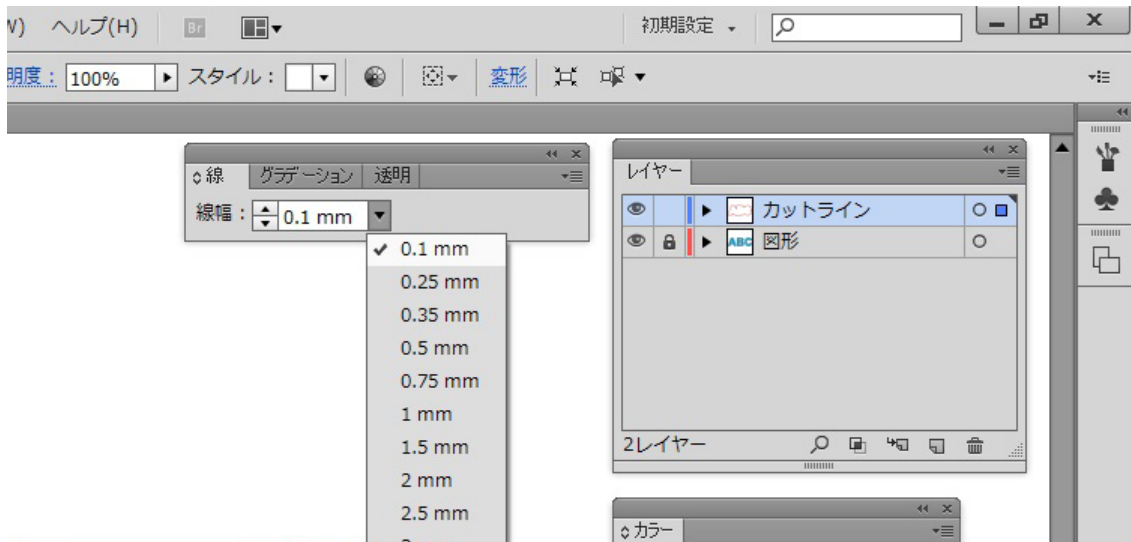 ヘルプ(H) Br 初期設定
明度： 100% スタイル： 変形
線 グラデーション 透明
線幅： 0.1 mm
0.1 mm
0.25 mm
0.35 mm
0.5 mm
0.75 mm
1 mm
1.5 mm
2 mm
2.5 mm
レイヤー
カットライン
ABC 図形
2レイヤー
カラー